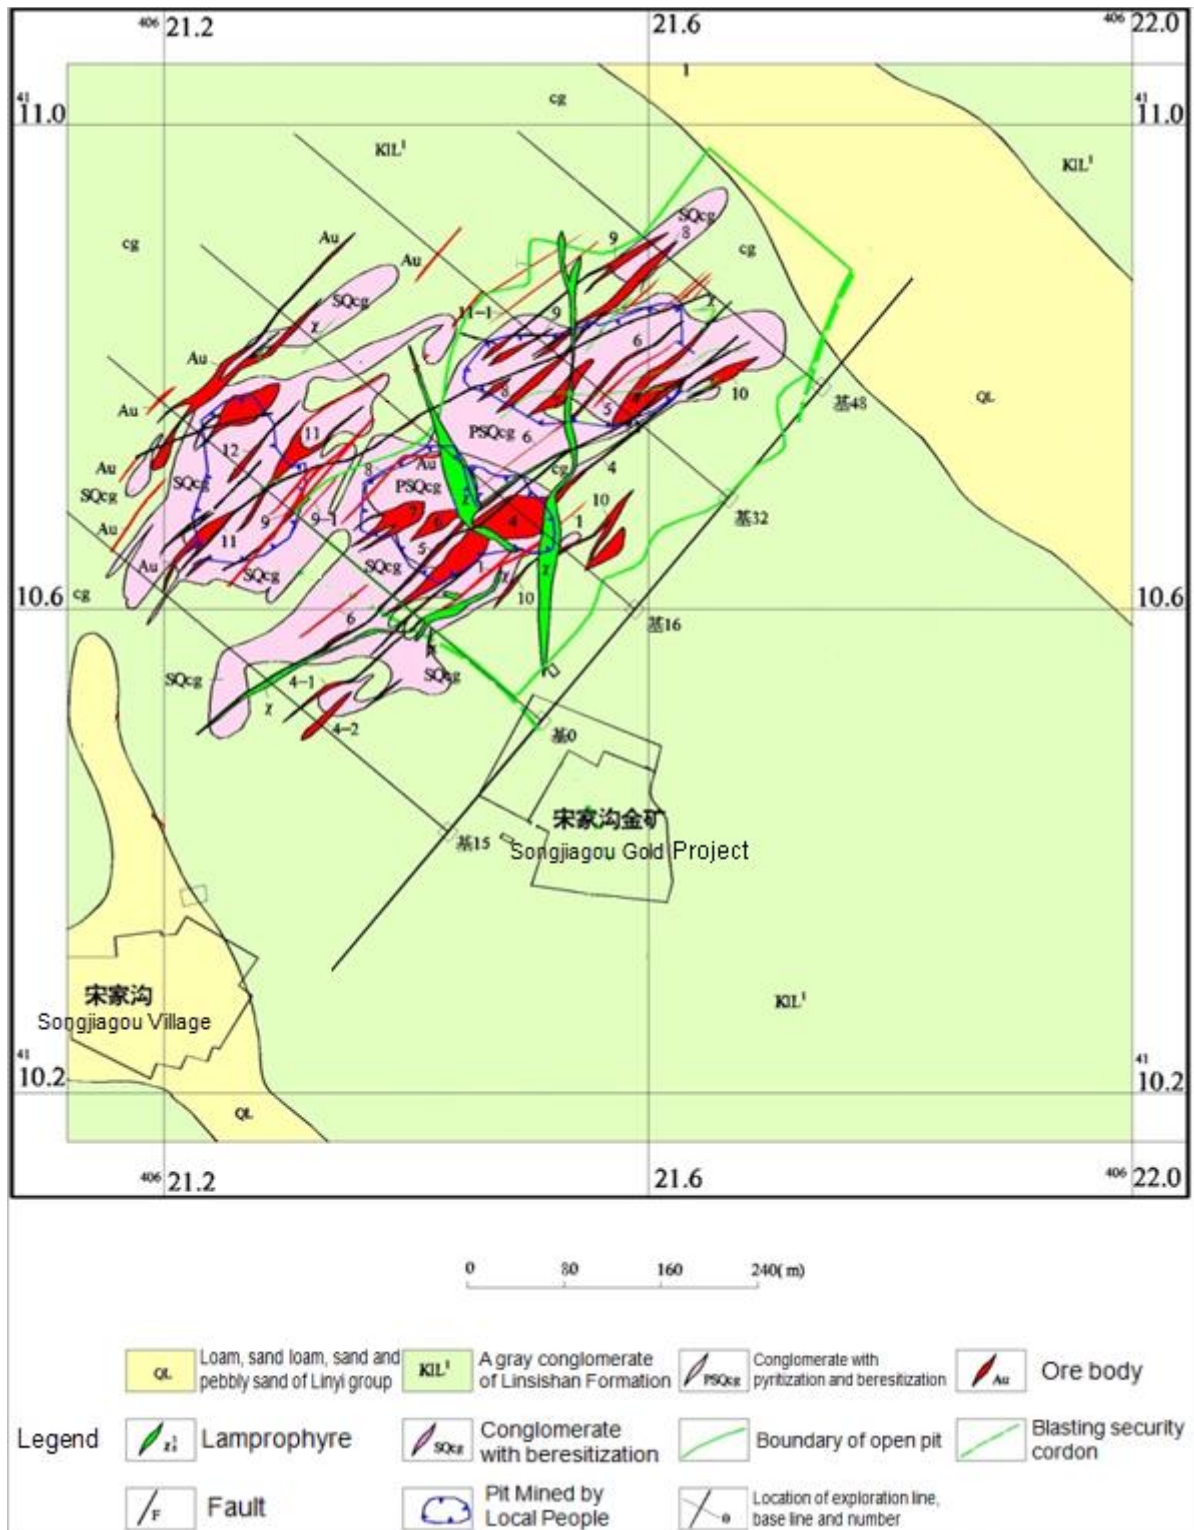 406 21.2
21.6
406 22.0
1
cg
41
11.0
41
11.0
KlL¹
KlL¹
SQcg
8
9
cg
cg
Au
Au
SQcg
χ
11-1
9
χ
6
Au
8
5
10
QL
基48
Au
PSQcg 6
11
12
Au
8
cg
4
Au
SQcg
SQcg
PSQcg
χ
10
基32
7
6
4
1
Au
9
9-1
11
5
Au
SQcg
SQcg
1
χ
χ
10.6
cg
10
10.6
6
基16
SQcg
SQcg
4-1
χ
4-2
基0
宋家沟金矿
基15
Songjiagou Gold Project
宋家沟
KlL¹
Songjiagou Village
41
10.2
41
10.2
QL
406 21.2
21.6
406 22.0
0 80 160 240( m)
QL
Loam, sand loam, sand and
pebbly sand of Linyi group
KlL¹
A gray conglomerate
of Linsishan Formation
PSQcg
Conglomerate with
pyritization and beresitization
Au
Ore body
Legend
Lamprophyre
SQcg
Conglomerate
with beresitization
Boundary of open pit
Blasting security
cordon
F
Fault
Pit Mined by
Local People
0
Location of exploration line,
base line and number